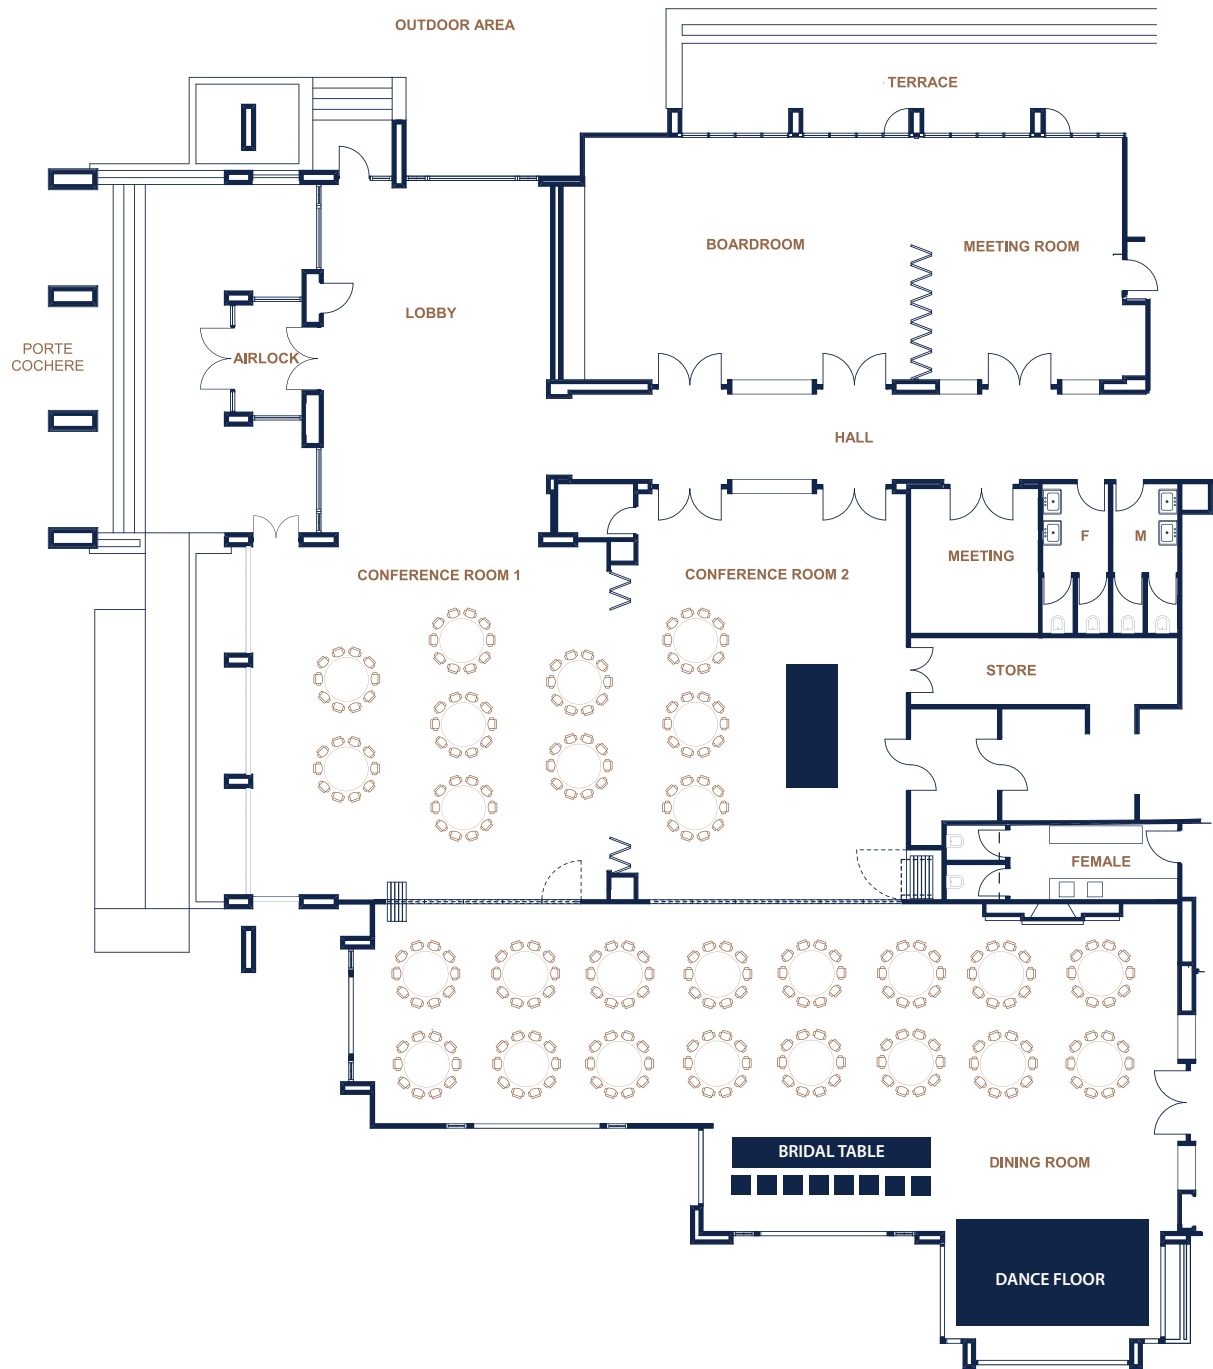 OUTDOOR AREA
TERRACE
BOARDROOM
MEETING ROOM
LOBBY
PORTE
COCHERE
AIRLOCK
HALL
F
M
MEETING
CONFERENCE ROOM 1
CONFERENCE ROOM 2
STORE
FEMALE
BRIDAL TABLE
DINING ROOM
DANCE FLOOR